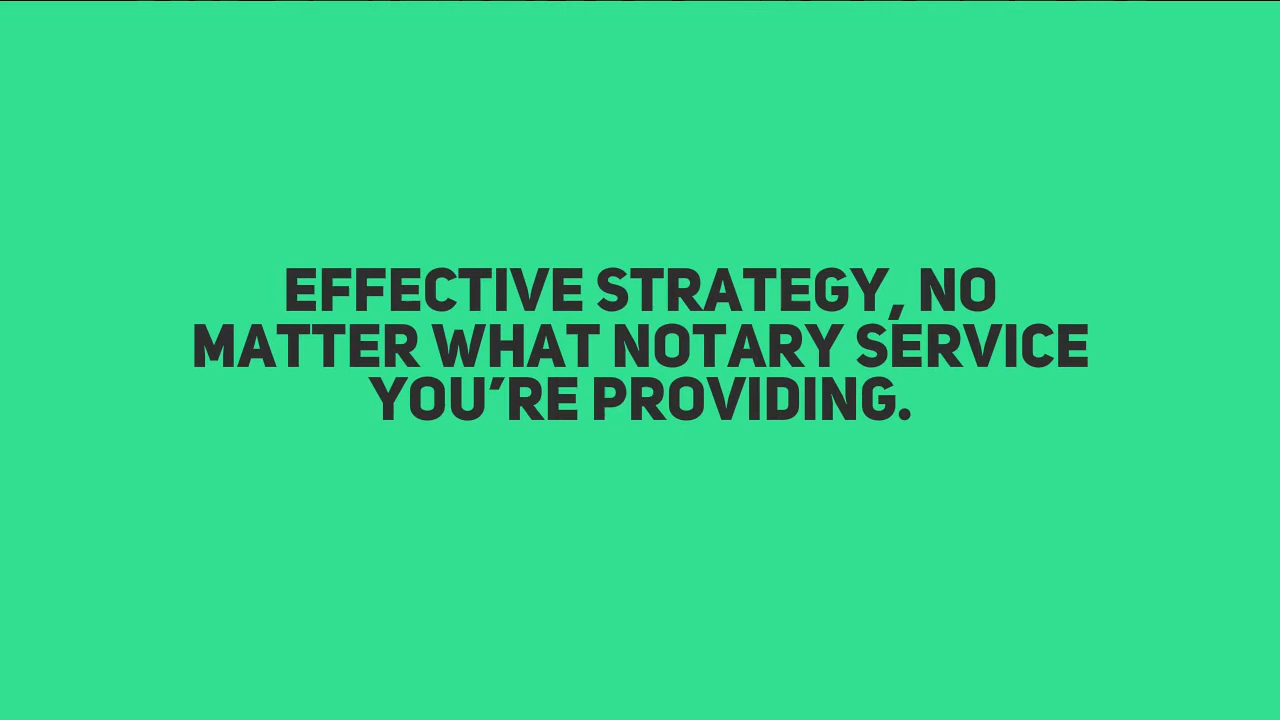 EFFECTIVE STRATEGY, NO
MATTER WHAT NOTARY SERVICE
YOU’RE PROVIDING.